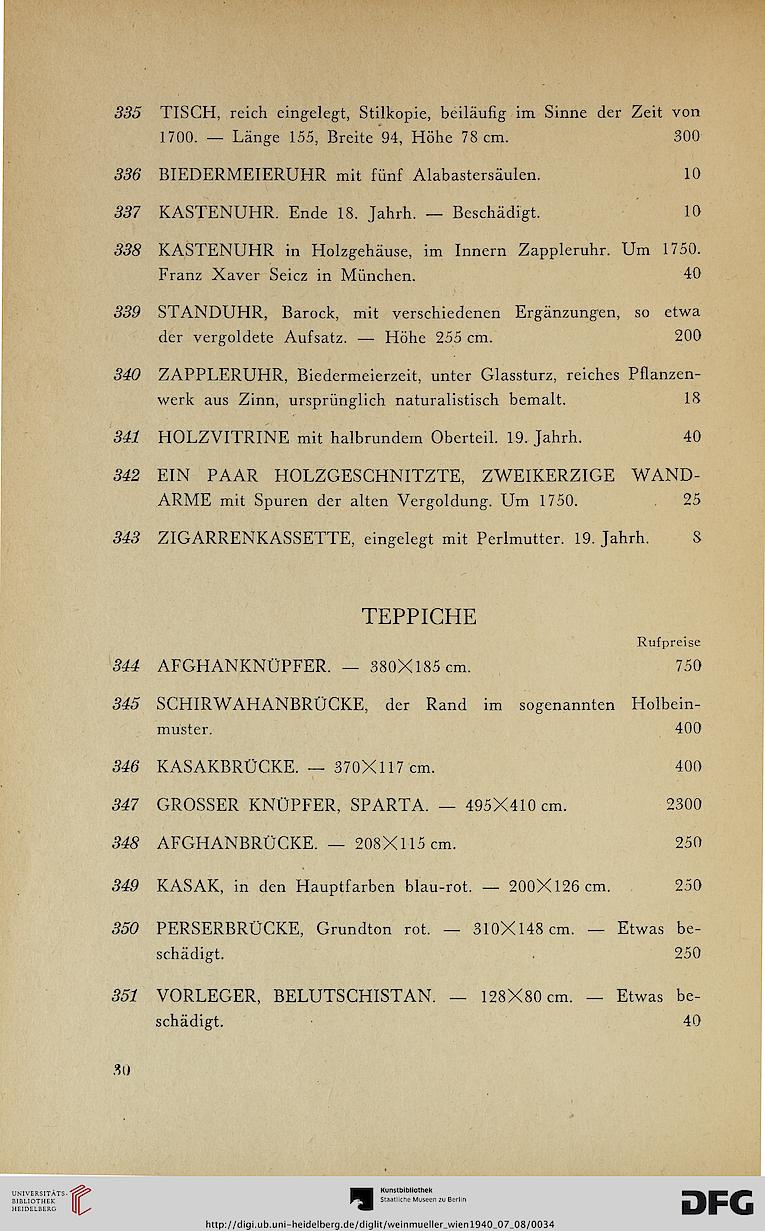 335 TISCH, reich eingelegt, Stilkopie, beiläufig im Sinne der Zeit von
1700. — Länge 155, Breite 94, Höhe 78 cm. 300
336 BIEDERMEIERUHR mit fünf Alabastersäulen. 10
337 KASTENUHR. Ende 18. Jahrh. — Beschädigt. 10
338 KASTENUHR in Holzgehäuse, im Innern Zappleruhr. Um 1750.
Franz Xaver Seicz in München. 40
339 STANDUHR, Barock, mit verschiedenen Ergänzungen, so etwa
der vergoldete Aufsatz. — Höhe 255 cm. 200
340 ZAPPLERUHR, Biedermeierzeit, unter Glassturz, reiches Pflanzen-
werk aus Zinn, ursprünglich naturalistisch bemalt. 18
341 HOLZVITRINE mit halbrundem Oberteil. 19. Jahrh. 40
342 EIN PAAR HOLZGESCHNITZTE, ZWEIKERZIGE WAND-
ARME mit Spuren der alten Vergoldung. Um 1750. 25
343 ZIGARRENKASSETTE, eingelegt mit Perlmutter. 19. Jahrh. 8
TEPPICHE
Rufpreise
344 AFGHANKNÜPFER. — 380×185 cm. 750
345 SCHIRWAHANBRÜCKE, der Rand im sogenannten Holbein-
muster. 400
346 KASAKBRÜCKE. — 370×117 cm. 400
347 GROSSER KNÜPFER, SPARTA. — 495×410 cm. 2300
348 AFGHANBRÜCKE. — 208×115 cm. 250
349 KASAK, in den Hauptfarben blau-rot. — 200×126 cm. 250
350 PERSERBRÜCKE, Grundton rot. — 310×148 cm. — Etwas be-
schädigt. 250
351 VORLEGER, BELUTSCHISTAN. — 128×80 cm. — Etwas be-
schädigt. 40
30
UNIVERSITÄTS-
BIBLIOTHEK
HEIDELBERG
Kunstbibliothek
Staatliche Museen zu Berlin
DFG
http://digi.ub.uni-heidelberg.de/diglit/weinmueller_wien1940_07_08/0034